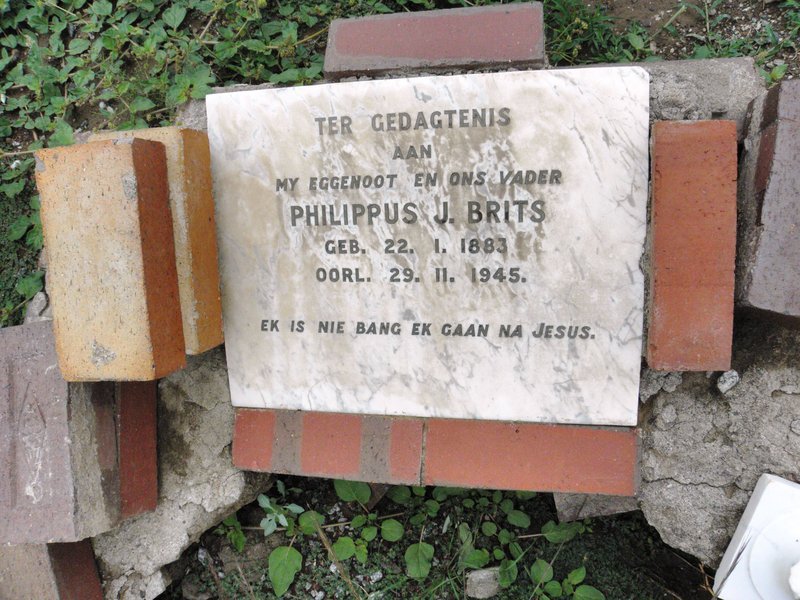 TER GEDAGTENIS
AAN
MY EGGENOOT EN ONS VADER
PHILIPPUS J. BRITS
GEB. 22. 1. 1883
OORL. 29. 11. 1945.
EK IS NIE BANG EK GAAN NA JESUS.